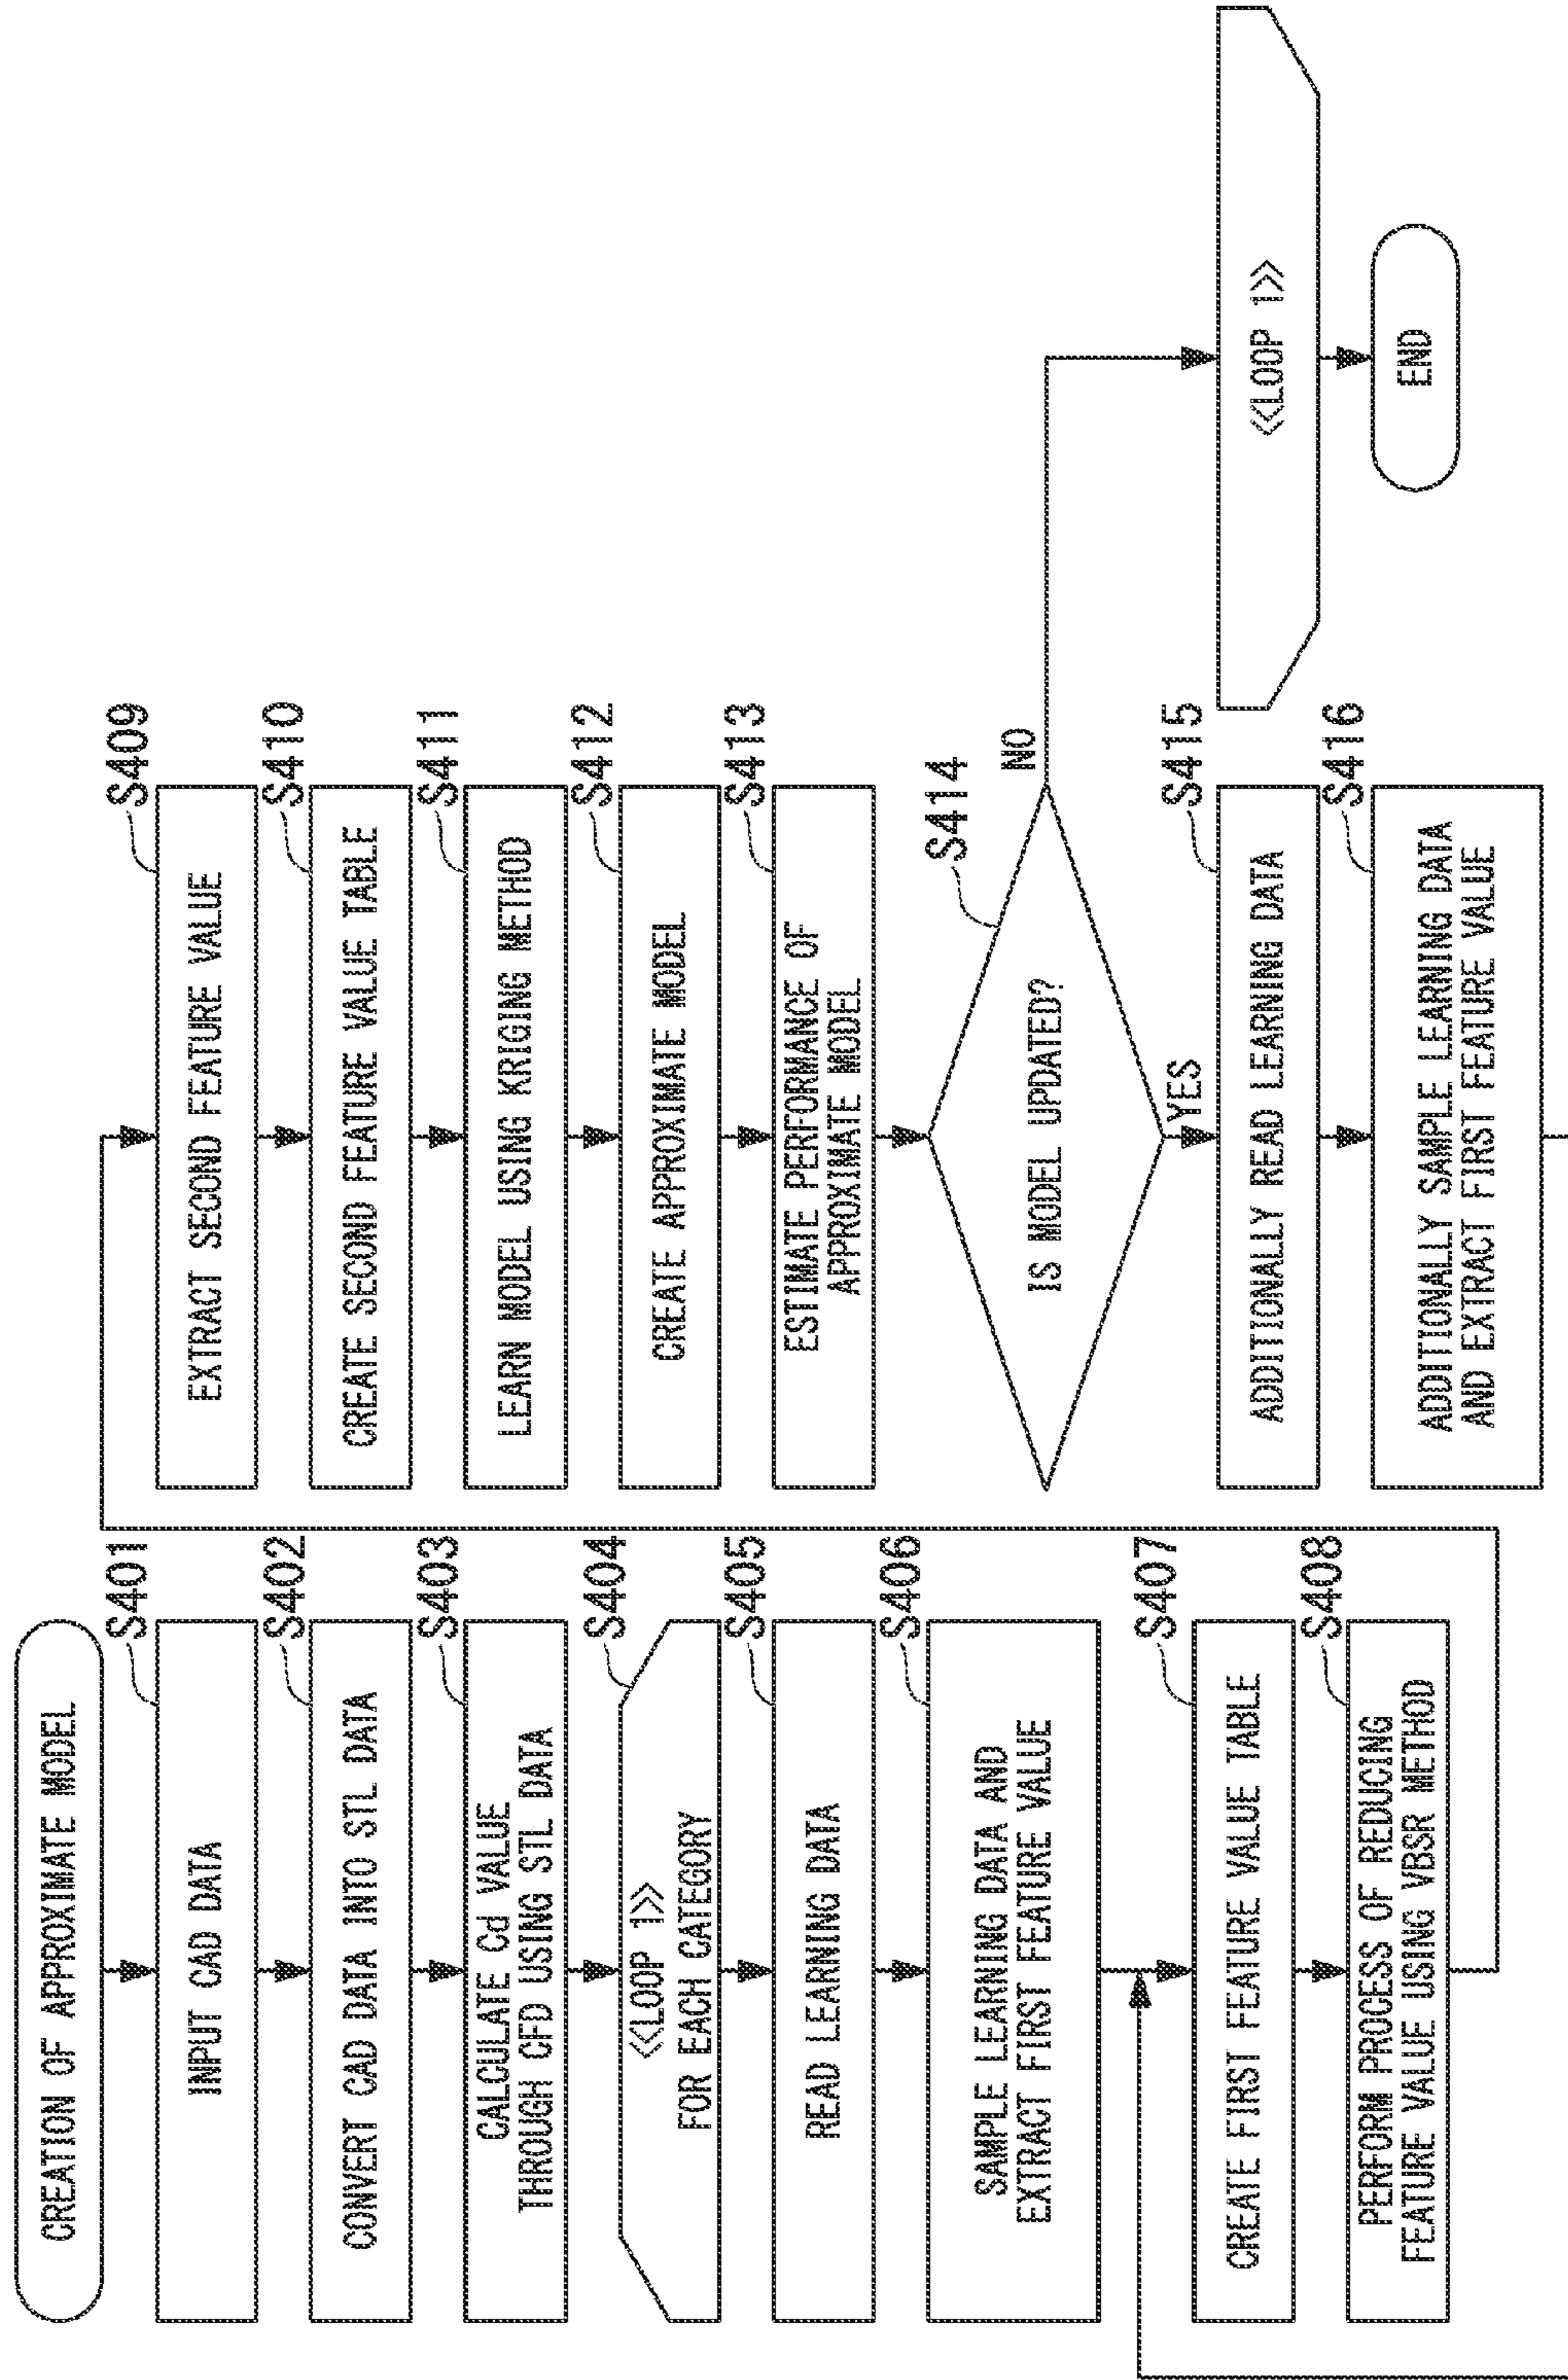 CREATION OF APPROXIMATE MODEL
S401
INPUT CAD DATA
S402
CONVERT CAD DATA INTO STL DATA
S403
CALCULATE Cd VALUE
THROUGH CFD USING STL DATA
S404
≪LOOP 1≫
FOR EACH CATEGORY
S405
READ LEARNING DATA
S406
SAMPLE LEARNING DATA AND
EXTRACT FIRST FEATURE VALUE
S407
CREATE FIRST FEATURE VALUE TABLE
S408
PERFORM PROCESS OF REDUCING
FEATURE VALUE USING VBSR METHOD
S409
EXTRACT SECOND FEATURE VALUE
S410
CREATE SECOND FEATURE VALUE TABLE
S411
LEARN MODEL USING KRIGING METHOD
S412
CREATE APPROXIMATE MODEL
S413
ESTIMATE PERFORMANCE OF
APPROXIMATE MODEL
S414
IS MODEL UPDATED?
NO
YES
S415
ADDITIONALLY READ LEARNING DATA
S416
ADDITIONALLY SAMPLE LEARNING DATA
AND EXTRACT FIRST FEATURE VALUE
≪LOOP 1≫
END